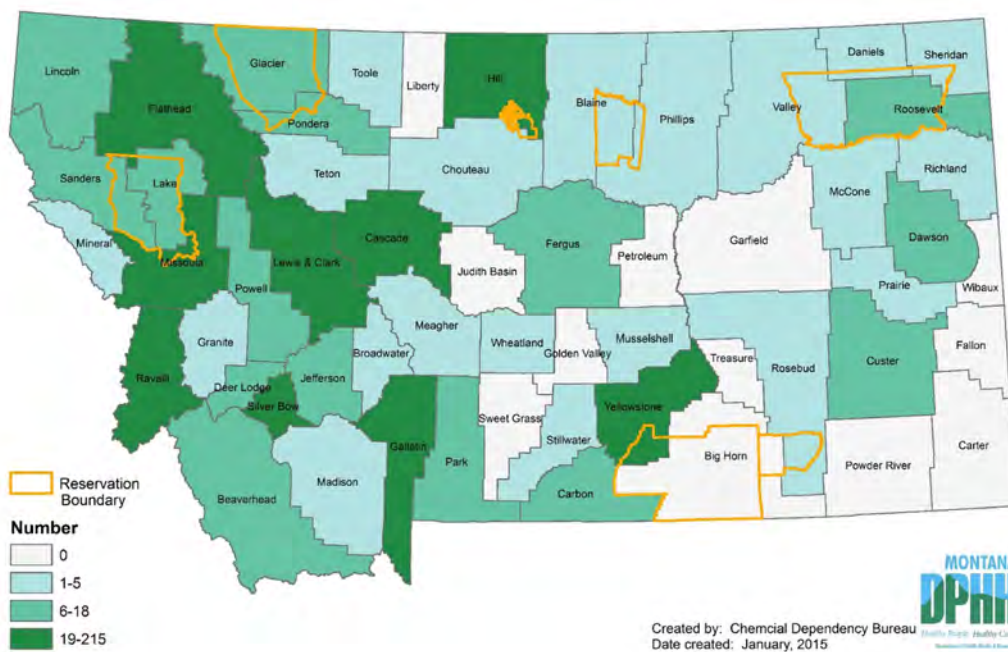 Lincoln
Flathead
Glacier
Toole
Liberty
Hill
Blaine
Phillips
Valley
Daniels
Sheridan
Roosevelt
Pondera
Teton
Chouteau
Richland
McCone
Sanders
Lake
Mineral
Missoula
Powell
Lewis & Clark
Cascade
Judith Basin
Fergus
Petroleum
Garfield
Dawson
Prairie
Wibaux
Granite
Ravalli
Deer Lodge
Silver Bow
Jefferson
Broadwater
Meagher
Wheatland
Golden Valley
Musselshell
Treasure
Rosebud
Custer
Fallon
Beaverhead
Madison
Gallatin
Park
Sweet Grass
Stillwater
Yellowstone
Carbon
Big Horn
Powder River
Carter
Reservation
Boundary
Number
0
1-5
6-18
19-215
MONTANA
DPHH
Created by: Chemcial Dependency Bureau
Date created: January, 2015